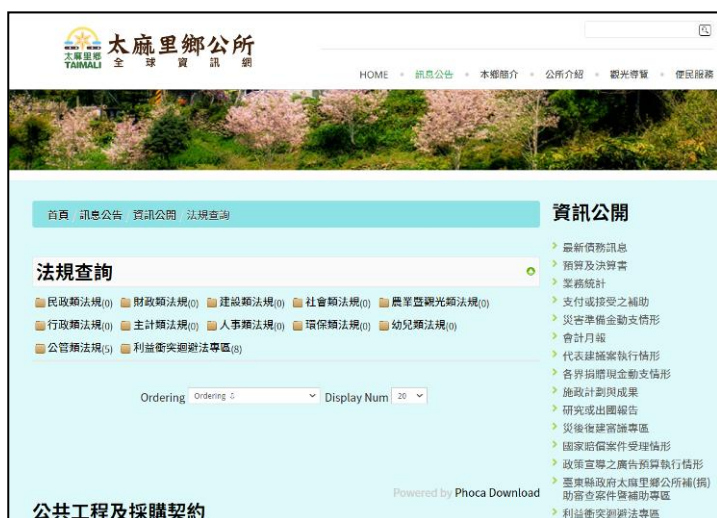 太麻里鄉
TAIMALI
太麻里鄉公所
全球資訊網
HOME 訊息公告 本鄉簡介 公所介紹 觀光導覽 便民服務
首頁 訊息公告 資訊公開 法規查詢
法規查詢
民政類法規(0) 財政類法規(0) 建設類法規(0) 社會類法規(0) 農業暨觀光類法規(0)
行政類法規(0) 主計類法規(0) 人事類法規(0) 環保類法規(0) 幼兒類法規(0)
公管類法規(5) 利益衝突迴避法專區(8)
Ordering Ordering Display Num 20
Powered by Phoca Download
公共工程及採購契約
資訊公開
最新債務訊息
預算及決算書
業務統計
支付或接受之補助
災害準備金動支情形
會計月報
代表建議案執行情形
各界捐贈現金動支情形
施政計劃與成果
研究或出國報告
災後復建審議專區
國家賠償案件受理情形
政策宣導之廣告預算執行情形
臺東縣政府太麻里鄉公所補(捐)
助審查案件暨補助專區
利益衝突迴避法專區